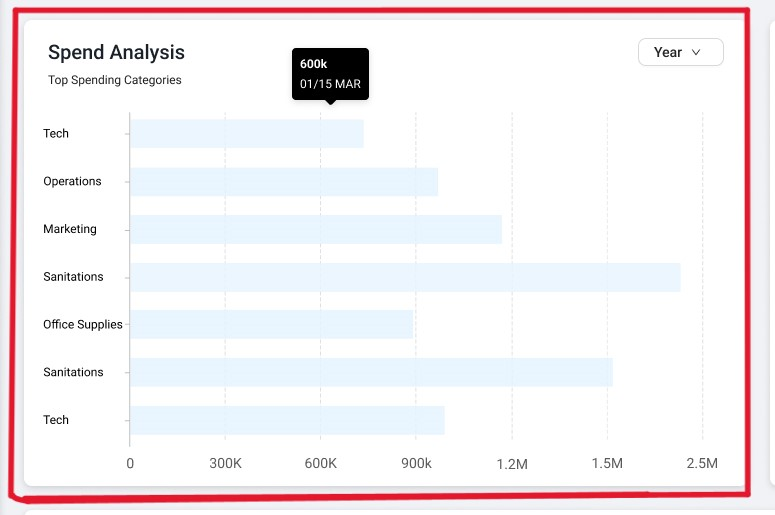 Spend Analysis
Top Spending Categories
600k
01/15 MAR
Year
Tech
Operations
Marketing
Sanitations
Office Supplies
Sanitations
Tech
0 300K 600K 900k 1.2M 1.5M 2.5M